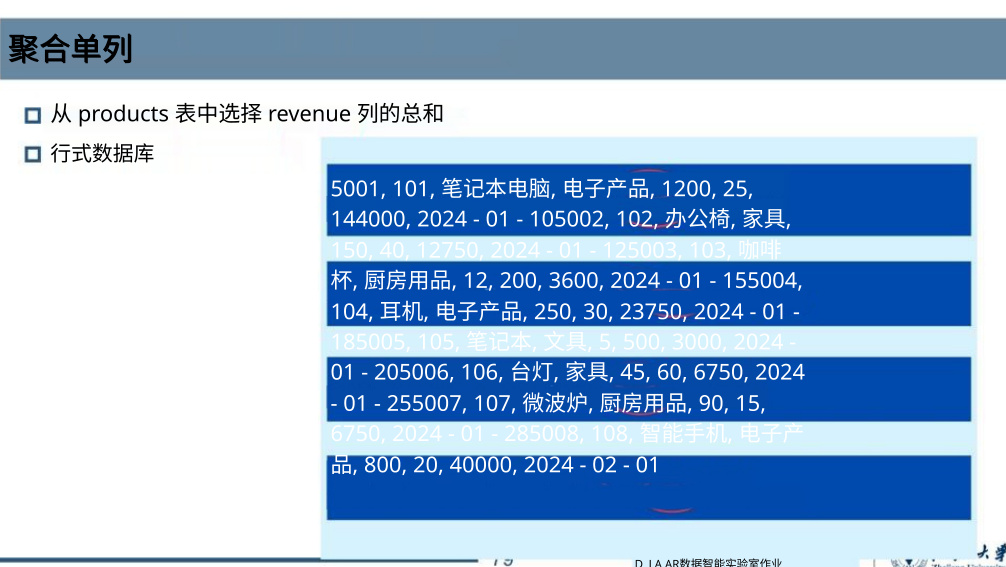 聚合单列
从 products 表中选择 revenue 列的总和
行式数据库
5001, 101, 笔记本电脑, 电子产品, 1200, 25,
144000, 2024 - 01 - 105002, 102, 办公椅, 家具,
150, 40, 12750, 2024 - 01 - 125003, 103, 咖啡
杯, 厨房用品, 12, 200, 3600, 2024 - 01 - 155004,
104, 耳机, 电子产品, 250, 30, 23750, 2024 - 01 -
185005, 105, 笔记本, 文具, 5, 500, 3000, 2024 -
01 - 205006, 106, 台灯, 家具, 45, 60, 6750, 2024
- 01 - 255007, 107, 微波炉, 厨房用品, 90, 15,
6750, 2024 - 01 - 285008, 108, 智能手机, 电子产
品, 800, 20, 40000, 2024 - 02 - 01
AR数据智能实验室作业